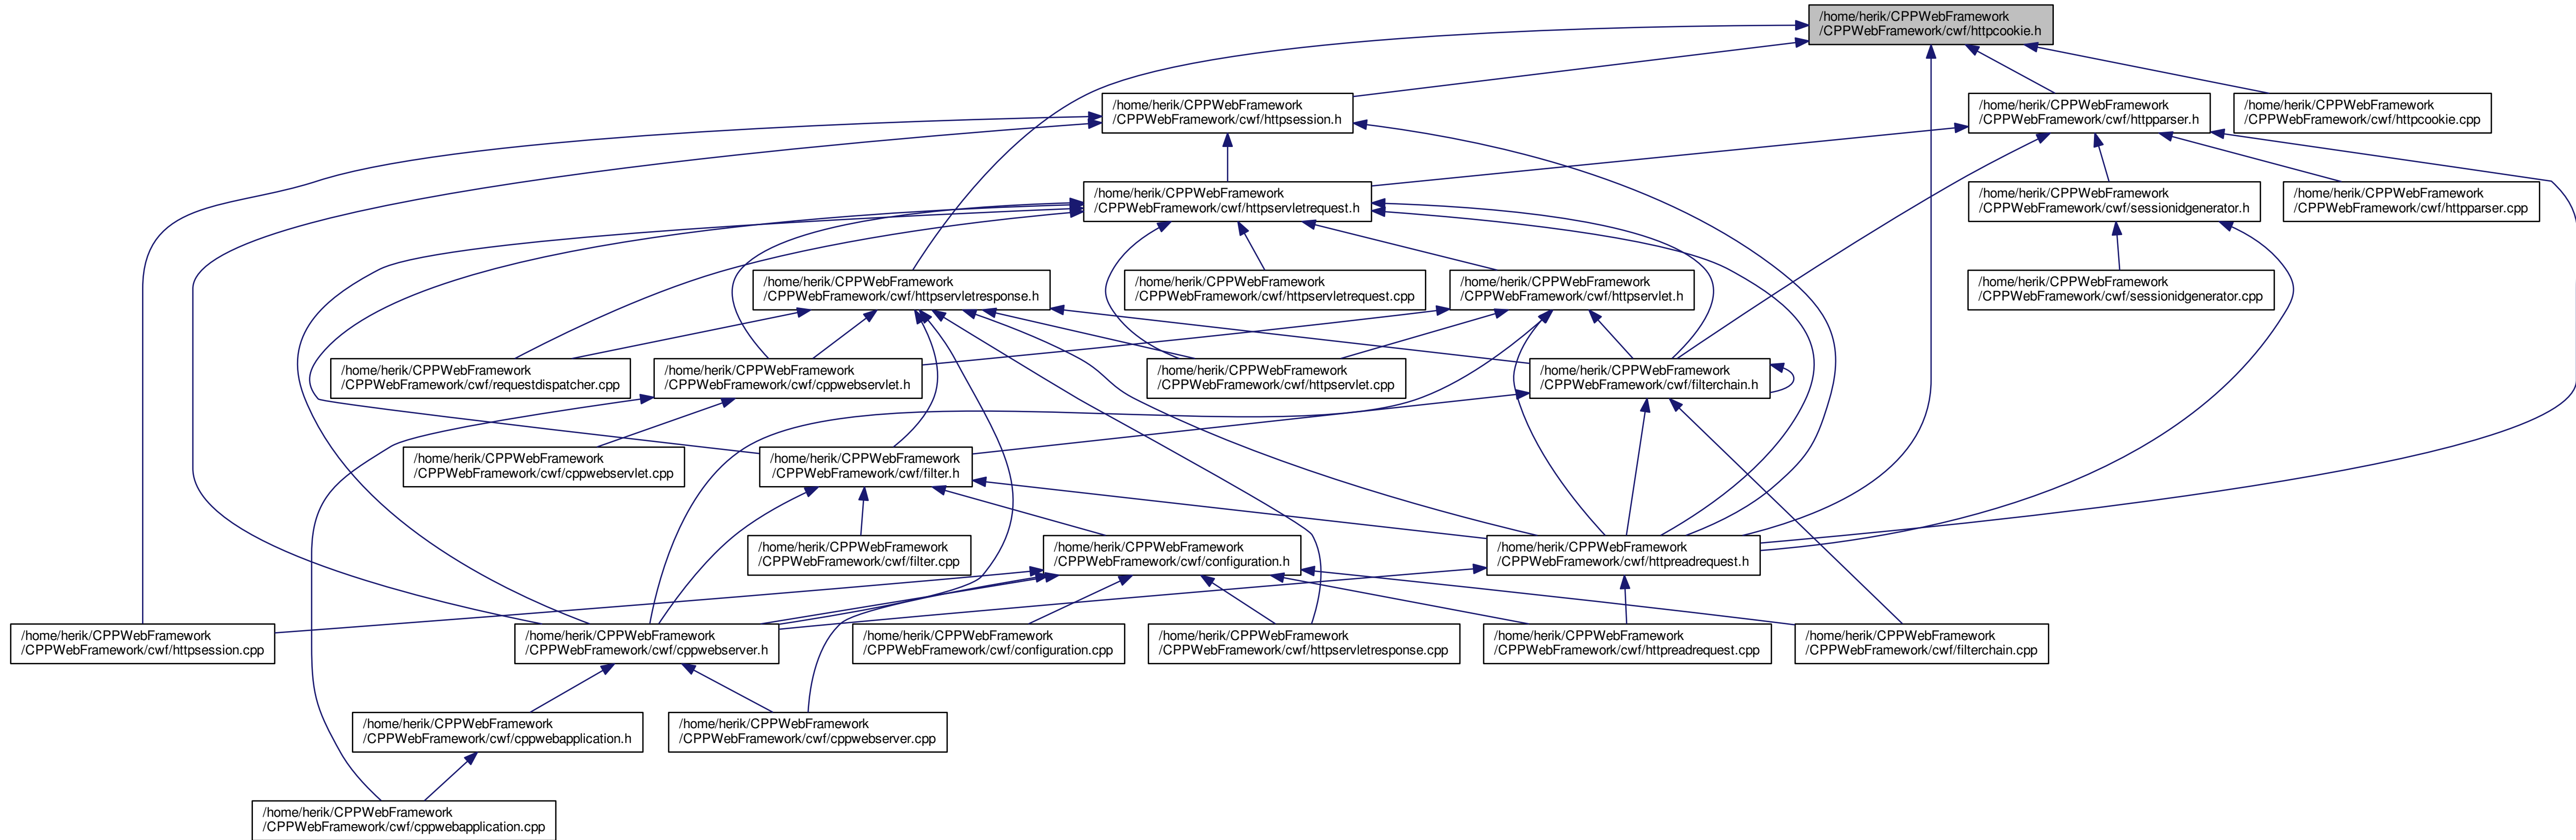 /home/herik/CPPWebFramework
/CPPWebFramework/cwf/httpcookie.h
/home/herik/CPPWebFramework
/CPPWebFramework/cwf/httpsession.h
/home/herik/CPPWebFramework
/CPPWebFramework/cwf/httpparser.h
/home/herik/CPPWebFramework
/CPPWebFramework/cwf/httpcookie.cpp
/home/herik/CPPWebFramework
/CPPWebFramework/cwf/httpservletrequest.h
/home/herik/CPPWebFramework
/CPPWebFramework/cwf/sessionidgenerator.h
/home/herik/CPPWebFramework
/CPPWebFramework/cwf/httpparser.cpp
/home/herik/CPPWebFramework
/CPPWebFramework/cwf/httpservletresponse.h
/home/herik/CPPWebFramework
/CPPWebFramework/cwf/httpservletrequest.cpp
/home/herik/CPPWebFramework
/CPPWebFramework/cwf/httpservlet.h
/home/herik/CPPWebFramework
/CPPWebFramework/cwf/sessionidgenerator.cpp
/home/herik/CPPWebFramework
/CPPWebFramework/cwf/requestdispatcher.cpp
/home/herik/CPPWebFramework
/CPPWebFramework/cwf/cppwebservlet.h
/home/herik/CPPWebFramework
/CPPWebFramework/cwf/httpservlet.cpp
/home/herik/CPPWebFramework
/CPPWebFramework/cwf/filterchain.h
/home/herik/CPPWebFramework
/CPPWebFramework/cwf/cppwebservlet.cpp
/home/herik/CPPWebFramework
/CPPWebFramework/cwf/filter.h
/home/herik/CPPWebFramework
/CPPWebFramework/cwf/filter.cpp
/home/herik/CPPWebFramework
/CPPWebFramework/cwf/configuration.h
/home/herik/CPPWebFramework
/CPPWebFramework/cwf/httpreadrequest.h
/home/herik/CPPWebFramework
/CPPWebFramework/cwf/httpsession.cpp
/home/herik/CPPWebFramework
/CPPWebFramework/cwf/cppwebserver.h
/home/herik/CPPWebFramework
/CPPWebFramework/cwf/configuration.cpp
/home/herik/CPPWebFramework
/CPPWebFramework/cwf/httpservletresponse.cpp
/home/herik/CPPWebFramework
/CPPWebFramework/cwf/httpreadrequest.cpp
/home/herik/CPPWebFramework
/CPPWebFramework/cwf/filterchain.cpp
/home/herik/CPPWebFramework
/CPPWebFramework/cwf/cppwebapplication.h
/home/herik/CPPWebFramework
/CPPWebFramework/cwf/cppwebserver.cpp
/home/herik/CPPWebFramework
/CPPWebFramework/cwf/cppwebapplication.cpp